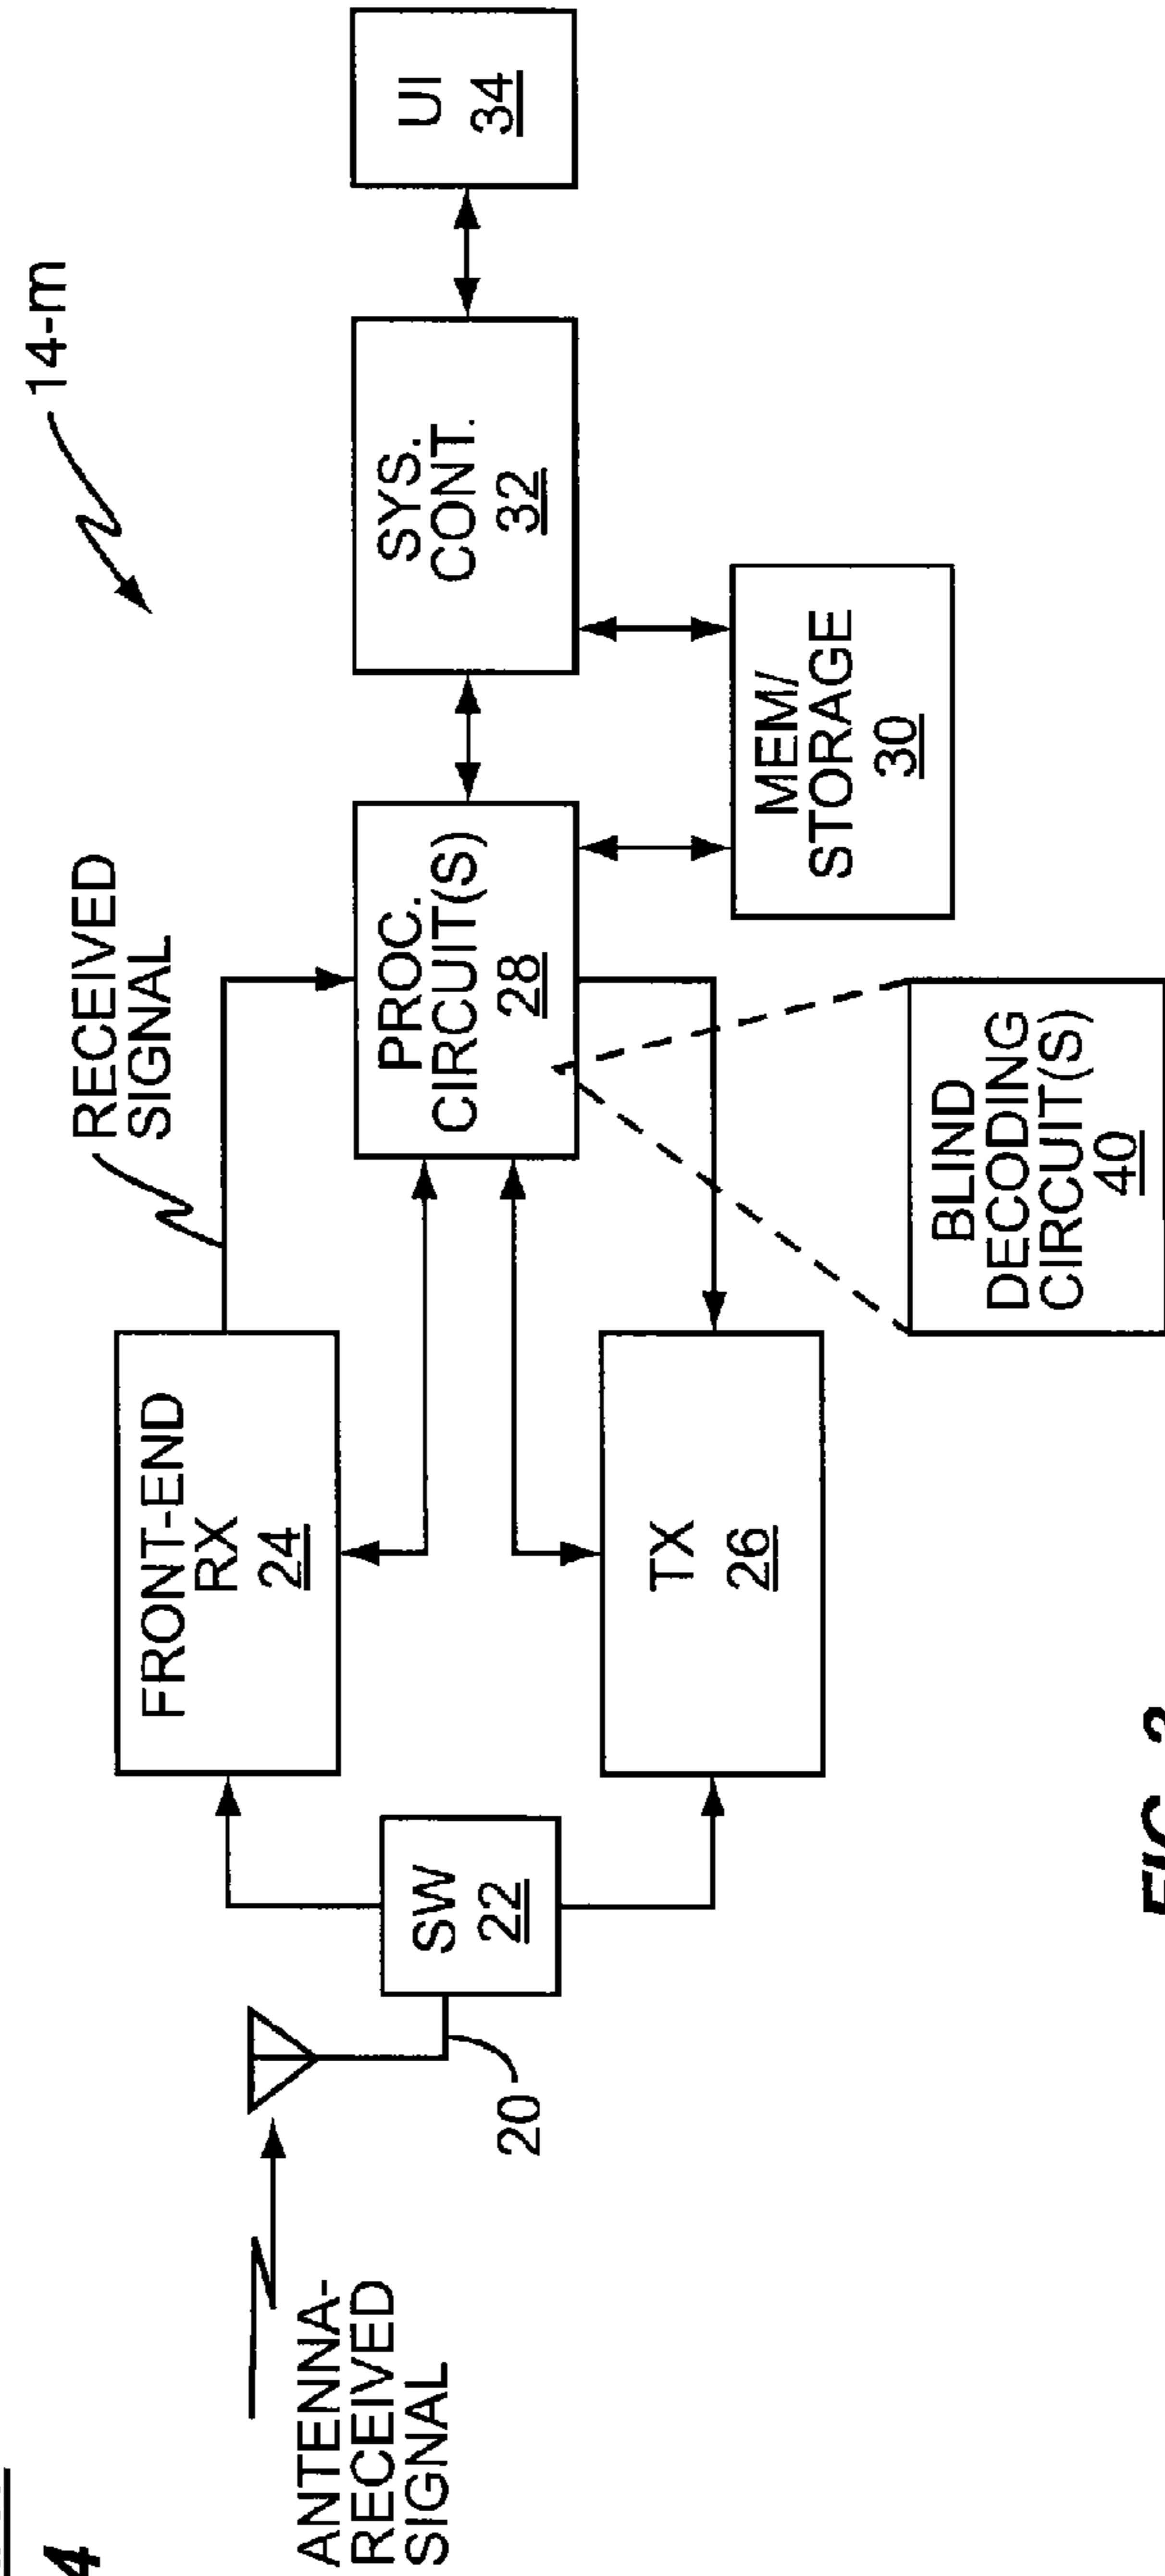 14-m
RECEIVED
SIGNAL
FRONT-END
RX
24
PROC.
CIRCUIT(S)
28
SYS.
CONT.
32
UI
34
SW
22
20
ANTENNA-
RECEIVED
SIGNAL
TX
26
MEM/
STORAGE
30
BLIND
DECODING
CIRCUIT(S)
40
4